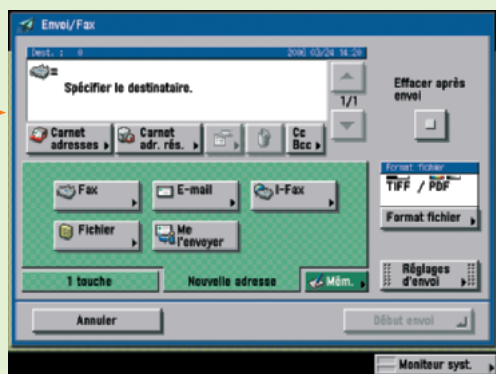 Envoi/Fax
Dest. : 0 2006 03/24 14:20
Spécifier le destinataire.
1/1
Effacer après
envoi
Carnet
adresses
Carnet
adr. rés.
Cc
Bcc
Format fichier
TIFF / PDF
Format fichier
Fax
E-mail
I-Fax
Fichier
Me
l'envoyer
1 touche
Nouvelle adresse
Mém.
Réglages
d'envoi
Annuler
Début envoi
Moniteur syst.